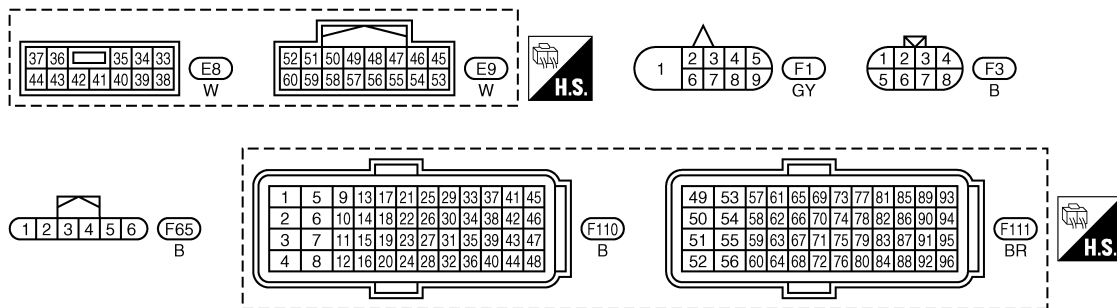 37 36 35 34 33
44 43 42 41 40 39 38
E8
W
52 51 50 49 48 47 46 45
60 59 58 57 56 55 54 53
E9
W
H.S.
1 2 3 4 5
6 7 8 9
F1
GY
1 2 3 4
5 6 7 8
F3
B
1 2 3 4 5 6
F65
B
1 5 9 13 17 21 25 29 33 37 41 45
2 6 10 14 18 22 26 30 34 38 42 46
3 7 11 15 19 23 27 31 35 39 43 47
4 8 12 16 20 24 28 32 36 40 44 48
F110
B
49 53 57 61 65 69 73 77 81 85 89 93
50 54 58 62 66 70 74 78 82 86 90 94
51 55 59 63 67 71 75 79 83 87 91 95
52 56 60 64 68 72 76 80 84 88 92 96
F111
BR
H.S.